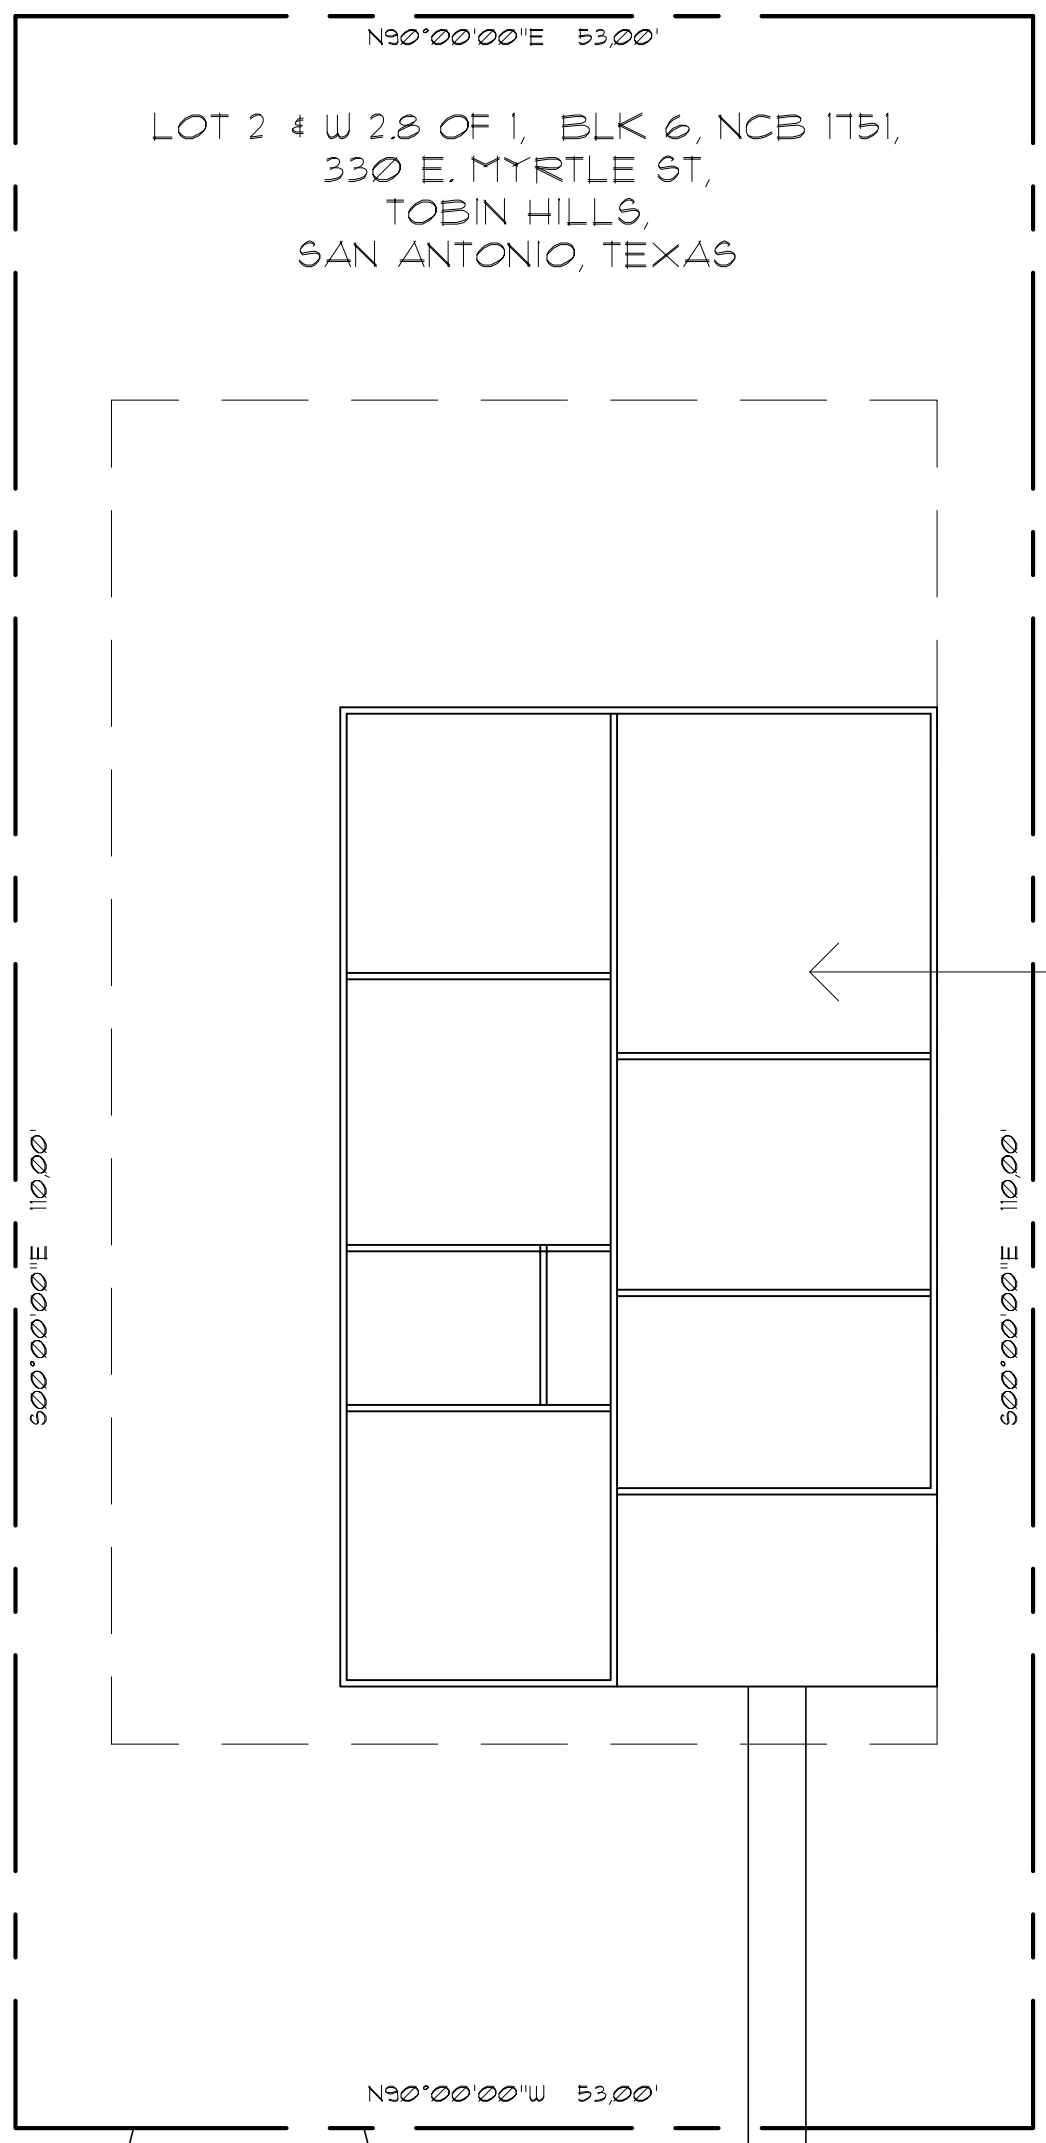 N90°00'00"E 53.00'
LOT 2 & W 2.8 OF 1, BLK 6, NCB 1751,
330 E. MYRTLE ST,
TOBIN HILLS,
SAN ANTONIO, TEXAS
S00°00'00"E 110.00'
S00°00'00"E 110.00'
N90°00'00"W 53.00'